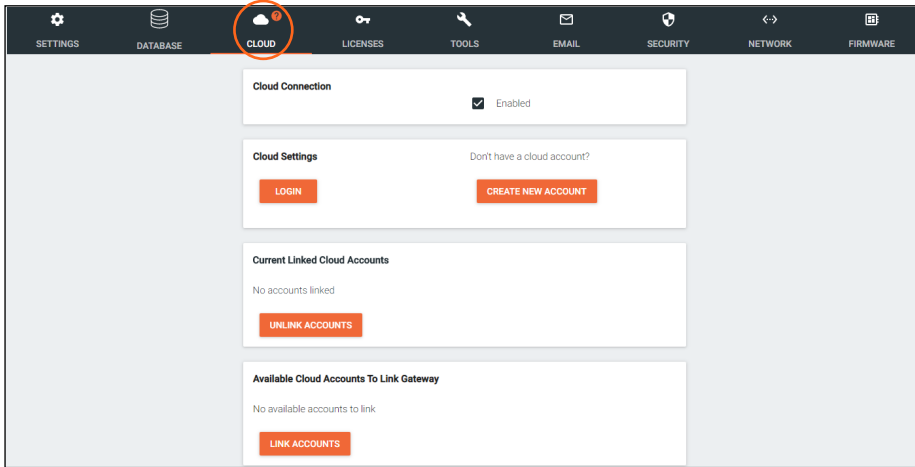 ?
SETTINGS DATABASE CLOUD LICENSES TOOLS EMAIL SECURITY NETWORK FIRMWARE
Cloud Connection
Enabled
Cloud Settings Don't have a cloud account?
LOGIN CREATE NEW ACCOUNT
Current Linked Cloud Accounts
No accounts linked
UNLINK ACCOUNTS
Available Cloud Accounts To Link Gateway
No available accounts to link
LINK ACCOUNTS